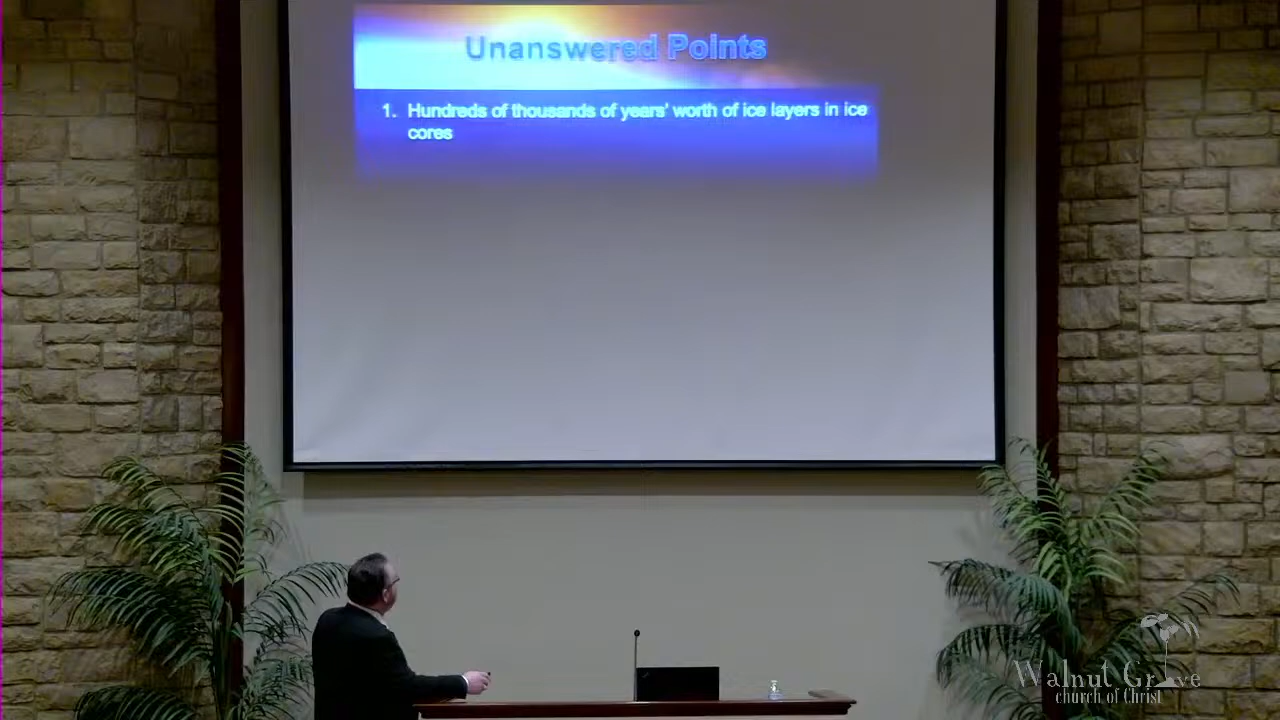 Unanswered Points
1. Hundreds of thousands of years' worth of ice layers in ice
cores
Walnut Grove
church of Christ